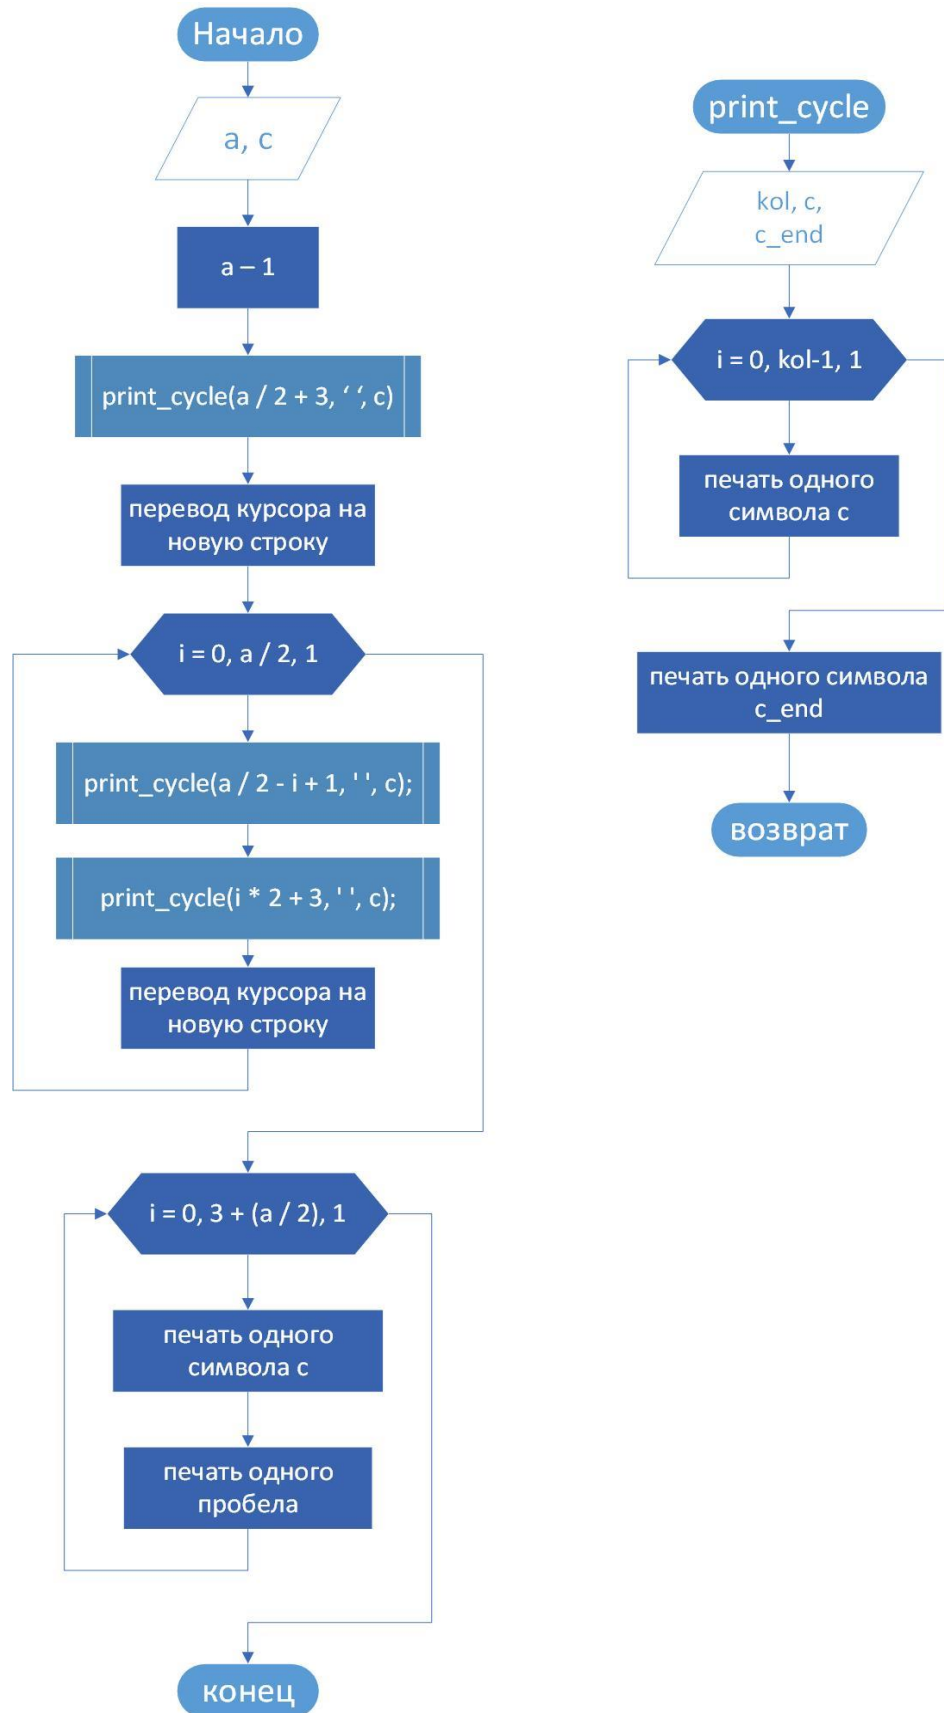 Начало
a, c
a – 1
print_cycle(a / 2 + 3, ‘ ‘, c)
перевод курсора на
новую строку
i = 0, a / 2, 1
print_cycle(a / 2 - i + 1, ' ', c);
print_cycle(i * 2 + 3, ' ', c);
перевод курсора на
новую строку
i = 0, 3 + (a / 2), 1
печать одного
символа c
печать одного
пробела
конец
print_cycle
kol, c,
c_end
i = 0, kol-1, 1
печать одного
символа c
печать одного символа
c_end
возврат